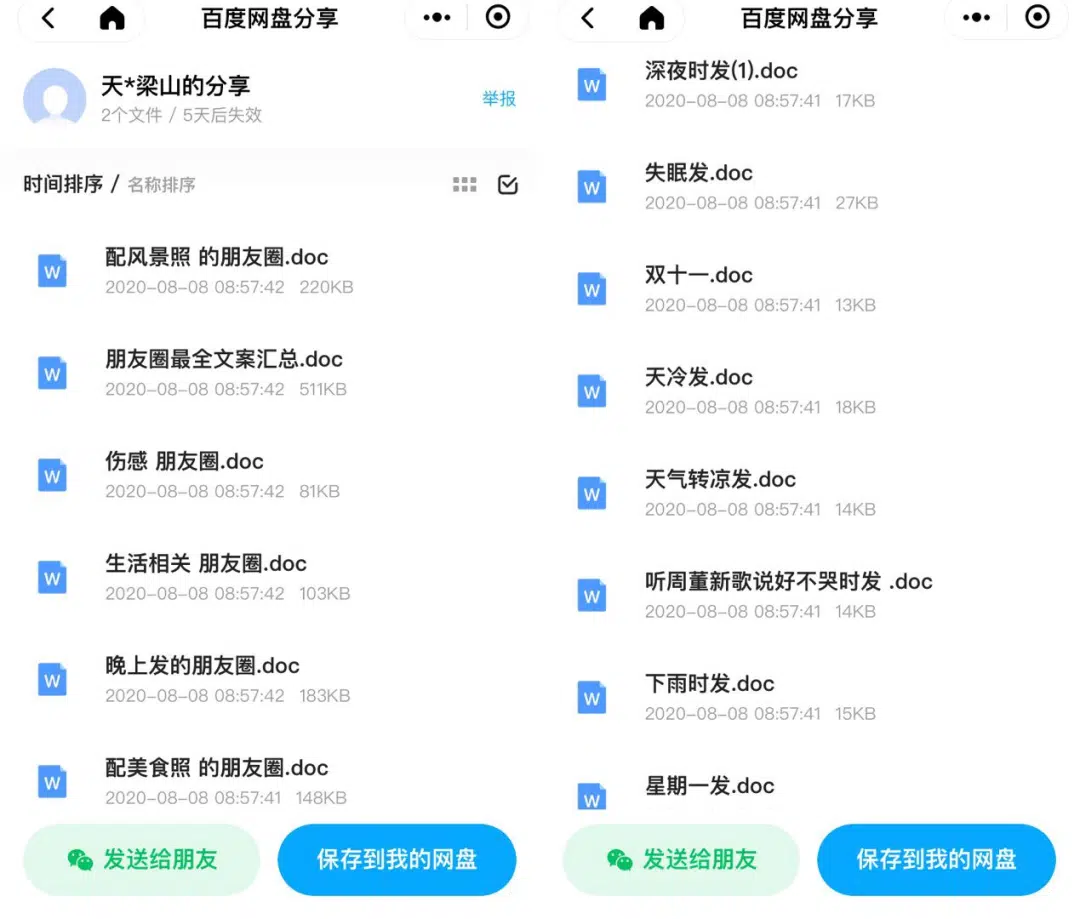 百度网盘分享
天*梁山的分享
2个文件 / 5天后失效
举报
时间排序 / 名称排序
配风景照 的朋友圈.doc
2020-08-08 08:57:42 220KB
朋友圈最全文案汇总.doc
2020-08-08 08:57:42 511KB
伤感 朋友圈.doc
2020-08-08 08:57:42 81KB
生活相关 朋友圈.doc
2020-08-08 08:57:42 103KB
晚上发的朋友圈.doc
2020-08-08 08:57:42 183KB
配美食照 的朋友圈.doc
2020-08-08 08:57:41 148KB
发送给朋友
保存到我的网盘
百度网盘分享
深夜时发(1).doc
2020-08-08 08:57:41 17KB
失眠发.doc
2020-08-08 08:57:41 27KB
双十一.doc
2020-08-08 08:57:41 13KB
天冷发.doc
2020-08-08 08:57:41 18KB
天气转凉发.doc
2020-08-08 08:57:41 14KB
听周董新歌说好不哭时发 .doc
2020-08-08 08:57:41 14KB
下雨时发.doc
2020-08-08 08:57:41 15KB
星期一发.doc
发送给朋友
保存到我的网盘